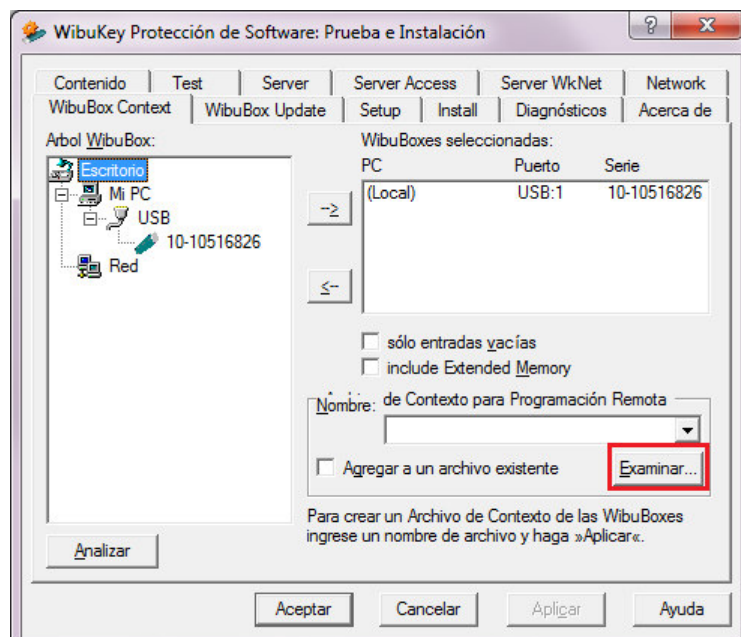 WibuKey Protección de Software: Prueba e Instalación
Contenido Test Server Server Access Server WkNet Network
WibuBox Context WibuBox Update Setup Install Diagnósticos Acerca de
Arbol WibuBox:
Escritorio
Mi PC
USB
10-10516826
Red
Analizar
WibuBoxes seleccionadas:
PC Puerto Serie
(Local) USB:1 10-10516826
-->
<--
sólo entradas vacías
include Extended Memory
de Contexto para Programación Remota
Nombre:
Agregar a un archivo existente Examinar...
Para crear un Archivo de Contexto de las WibuBoxes
ingrese un nombre de archivo y haga »Aplicar«.
Aceptar Cancelar Aplicar Ayuda